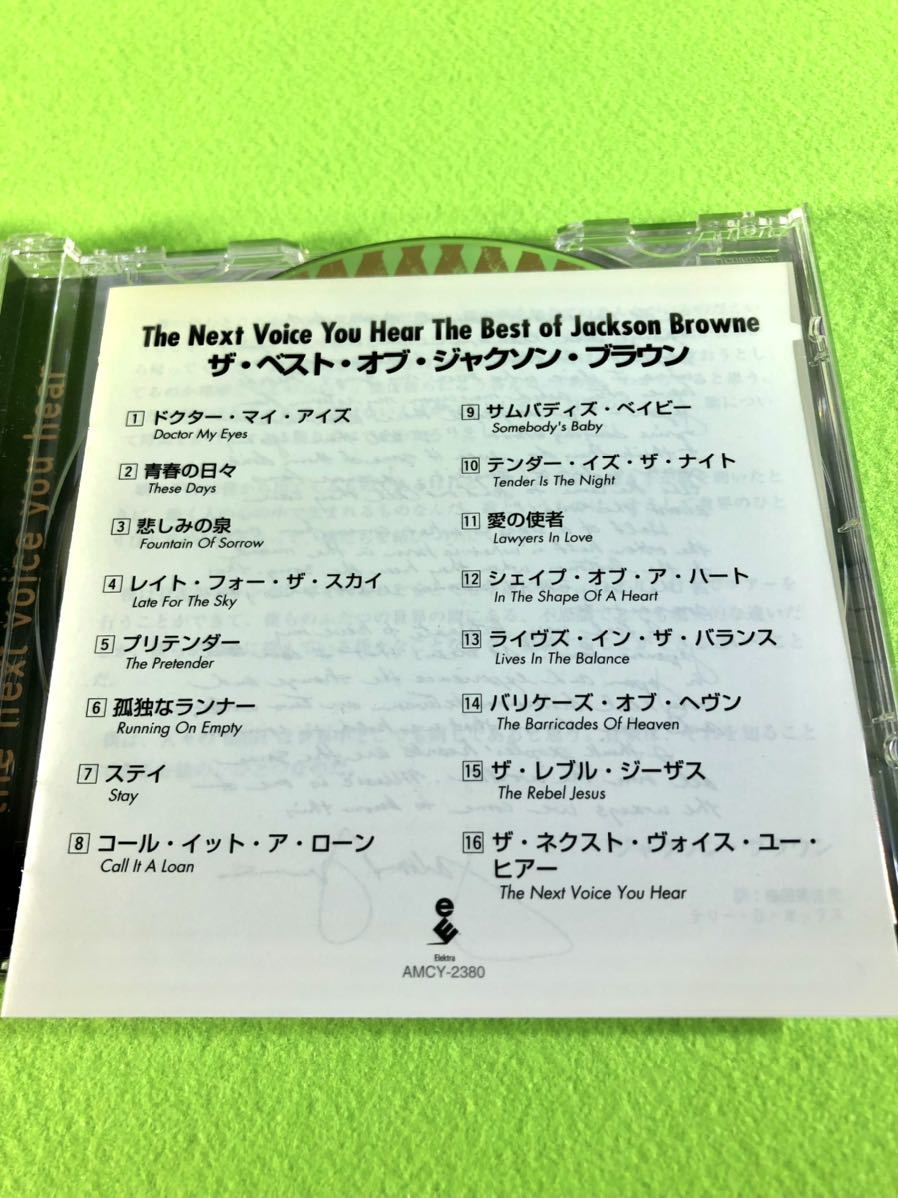 The Next Voice You Hear The Best of Jackson Browne
ザ・ベスト・オブ・ジャクソン・ブラウン
1 ドクター・マイ・アイズ
Doctor My Eyes
2 青春の日々
These Days
3 悲しみの泉
Fountain Of Sorrow
4 レイト・フォー・ザ・スカイ
Late For The Sky
5 プリテンダー
The Pretender
6 孤独なランナー
Running On Empty
7 ステイ
Stay
8 コール・イット・ア・ローン
Call It A Loan
9 サムバディズ・ベイビー
Somebody's Baby
10 テンダー・イズ・ザ・ナイト
Tender Is The Night
11 愛の使者
Lawyers In Love
12 シェイプ・オブ・ア・ハート
In The Shape Of A Heart
13 ライヴズ・イン・ザ・バランス
Lives In The Balance
14 バリケーズ・オブ・ヘヴン
The Barricades Of Heaven
15 ザ・レブル・ジーザス
The Rebel Jesus
16 ザ・ネクスト・ヴォイス・ユー・
ヒアー
The Next Voice You Hear
Elektra
AMCY-2380
the next voice you hear